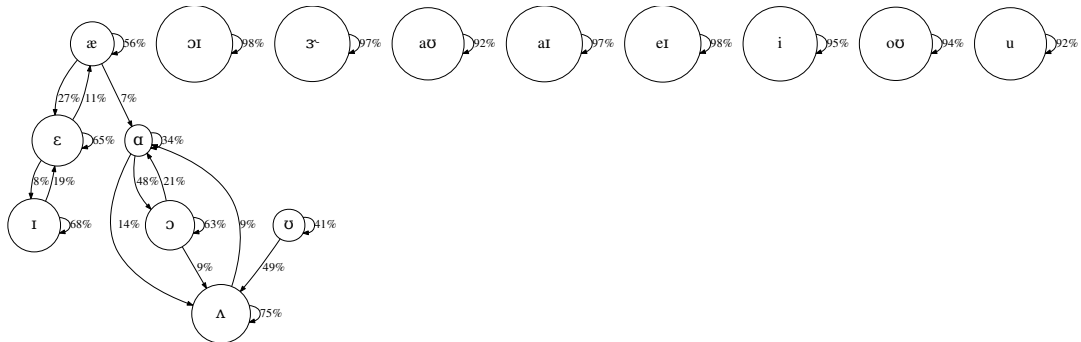 æ 56% ɔɪ 98% ɝ 97% aʊ 92% aɪ 97% eɪ 98% i 95% oʊ 94% u 92%
27% 11% 7%
ɛ 65% ɑ 34%
8% 19% 48% 21%
ɪ 68% 14% ɔ 63% 9% ʊ 41%
9% 49%
ʌ 75%